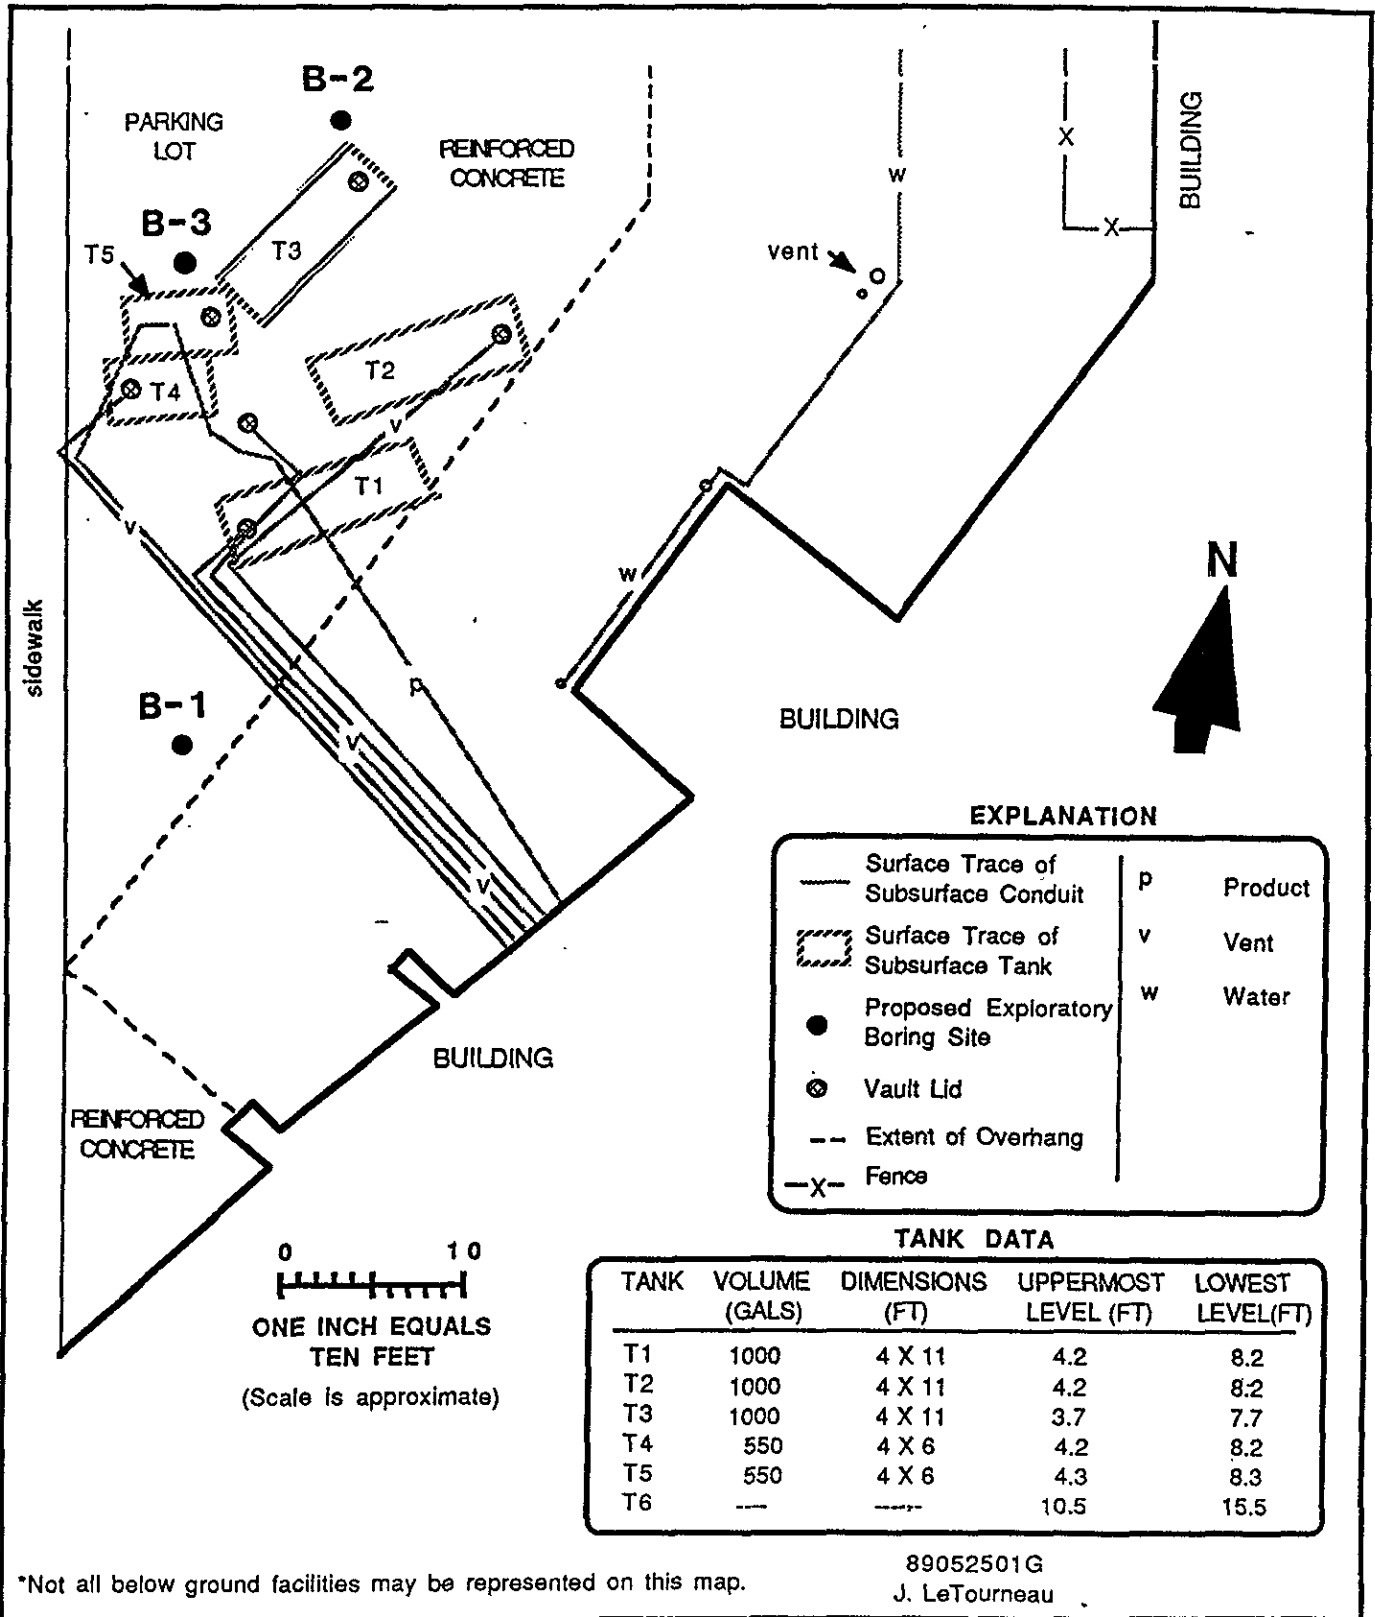 B-2
PARKING
LOT
REINFORCED
CONCRETE
B-3
T5
T3
T2
T4
v
T1
v
w
X
X
BUILDING
vent
w
N
sidewalk
p
B-1
v
v
BUILDING
BUILDING
REINFORCED
CONCRETE
EXPLANATION
Surface Trace of
Subsurface Conduit
Surface Trace of
Subsurface Tank
Proposed Exploratory
Boring Site
Vault Lid
Extent of Overhang
X Fence
p Product
v Vent
w Water
0 10
ONE INCH EQUALS
TEN FEET
(Scale is approximate)
TANK DATA
TANK VOLUME DIMENSIONS UPPERMOST LOWEST
(GALS) (FT) LEVEL (FT) LEVEL(FT)
T1 1000 4 X 11 4.2 8.2
T2 1000 4 X 11 4.2 8.2
T3 1000 4 X 11 3.7 7.7
T4 550 4 X 6 4.2 8.2
T5 550 4 X 6 4.3 8.3
T6 ---- ----- 10.5 15.5
*Not all below ground facilities may be represented on this map.
89052501G
J. LeTourneau